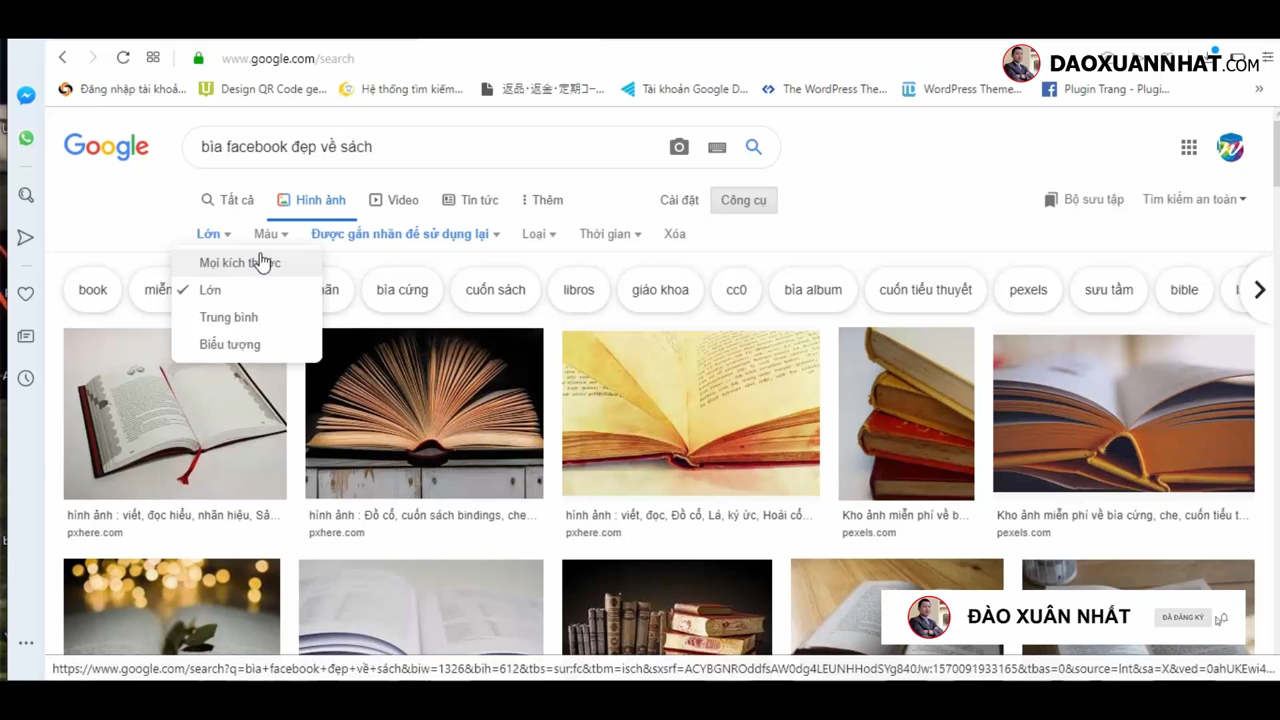 www.google.com/search
DAOXUANNHAT.COM
Đăng nhập tài khoả...
Design QR Code ge...
Hệ thống tìm kiếm...
返品・返金・定期コ–...
Tài khoản Google D...
The WordPress The...
WordPress Theme...
Plugin Trang - Plugi...
»
Google
bìa facebook đẹp về sách
Tất cả
Hình ảnh
Video
Tin tức
Thêm
Cài đặt
Công cụ
Bộ sưu tập
Tìm kiếm an toàn
Lớn
Màu
Được gắn nhãn để sử dụng lại
Loại
Thời gian
Xóa
Mọi kích thước
Lớn
Trung bình
Biểu tượng
book
bìa cứng
cuốn sách
libros
giáo khoa
cc0
bìa album
cuốn tiểu thuyết
pexels
sưu tầm
bible
hình ảnh : viết, đọc hiểu, nhãn hiệu, Sả...
pxhere.com
hình ảnh : Đồ cổ, cuốn sách bindings, che...
pxhere.com
hình ảnh : viết, đọc, Đồ cổ, Lá, ký ức, Hoài cổ...
pxhere.com
Kho ảnh miễn phí về b...
pexels.com
Kho ảnh miễn phí về bìa cứng, che, cuốn tiểu t...
pexels.com
ĐÀO XUÂN NHẤT
ĐÃ ĐĂNG KÝ
https://www.google.com/search?q=bìa+facebook+đẹp+về+sách&biw=1326&bih=612&tbs=sur:fc&tbm=isch&sxsrf=ACYBGNROddfsAW0dg4LEUNHHodSYg840Jw:1570091933165&tbas=0&source=lnt&sa=X&ved=0ahUKEwi4...